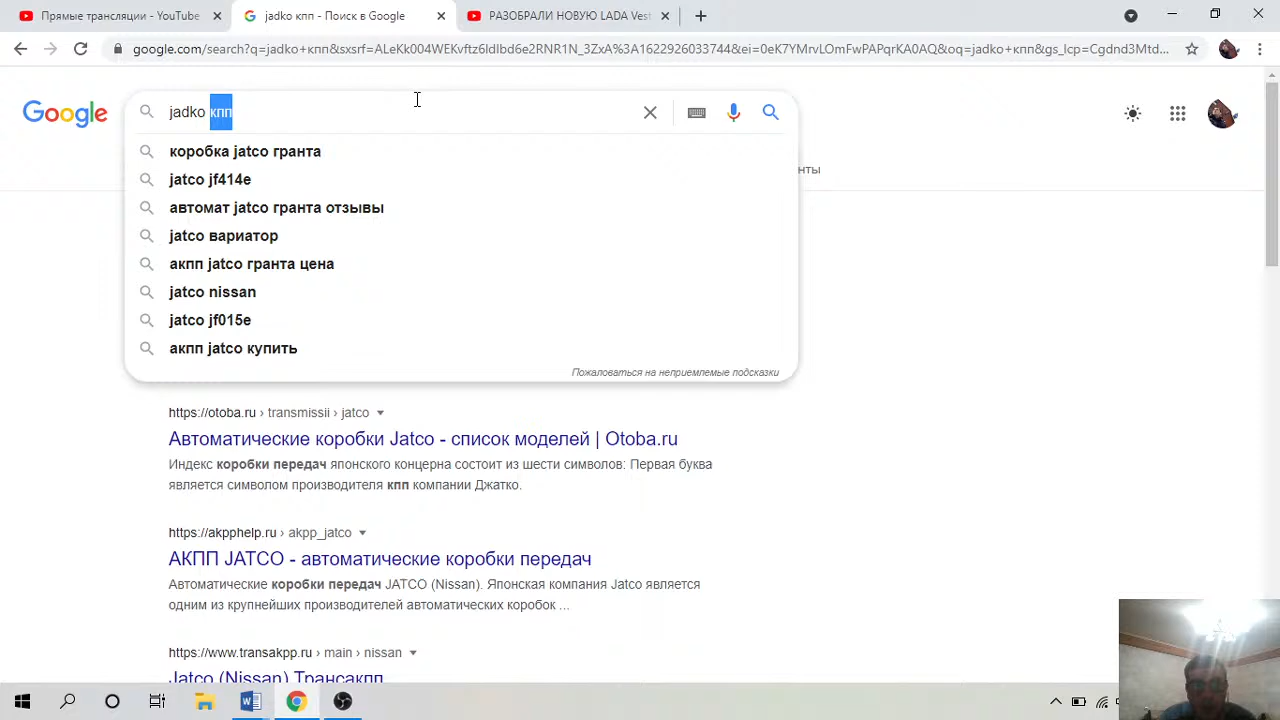 Прямые трансляции - YouTube
jadko кпп - Поиск в Google
РАЗОБРАЛИ НОВУЮ LADA Vest
google.com/search?q=jadko+кпп&sxsrf=ALeKk004WEKvftz6ldlbd6e2RNR1N_3ZxA%3A1622926033744&ei=0eK7YMrvLOmFwPAPqrKA0AQ&oq=jadko+кпп&gs_lcp=Cgdnd3Mtd...
Google
jadko кпп
коробка jatco гранта
нты
jatco jf414e
автомат jatco гранта отзывы
jatco вариатор
акпп jatco гранта цена
jatco nissan
jatco jf015e
акпп jatco купить
Пожаловаться на неприемлемые подсказки
https://otoba.ru › transmissii › jatco
Автоматические коробки Jatco - список моделей | Otoba.ru
Индекс коробки передач японского концерна состоит из шести символов: Первая буква
является символом производителя кпп компании Джатко.
https://akpphelp.ru › akpp_jatco
АКПП JATCO - автоматические коробки передач
Автоматические коробки передач JATCO (Nissan). Японская компания Jatco является
одним из крупнейших производителей автоматических коробок ...
https://www.transakpp.ru › main › nissan
Jatco (Nissan) Трансакпп